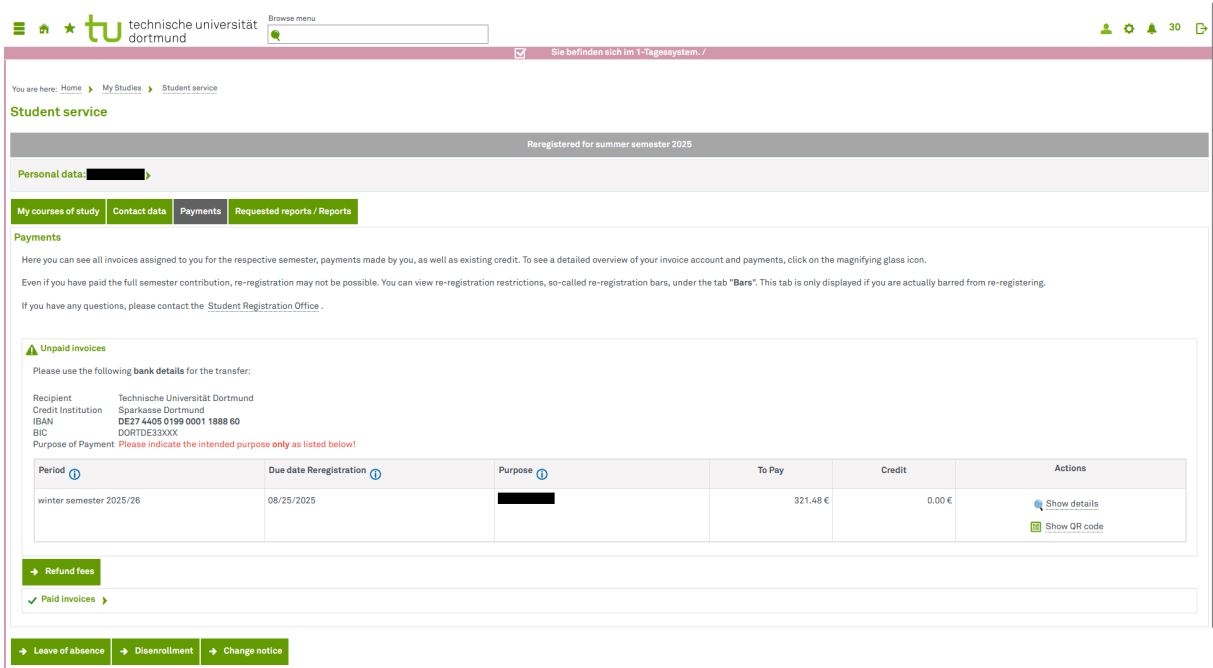 technische universität
dortmund
Browse menu
30
Sie befinden sich im 1-Tagessystem. /
You are here: Home My Studies Student service
Student service
Reregistered for summer semester 2025
Personal data:
My courses of study Contact data Payments Requested reports / Reports
Payments
Here you can see all invoices assigned to you for the respective semester, payments made by you, as well as existing credit. To see a detailed overview of your invoice account and payments, click on the magnifying glass icon.
Even if you have paid the full semester contribution, re-registration may not be possible. You can view re-registration restrictions, so-called re-registration bars, under the tab "Bars". This tab is only displayed if you are actually barred from re-registering.
If you have any questions, please contact the Student Registration Office .
Unpaid invoices
Please use the following bank details for the transfer:
Recipient Technische Universität Dortmund
Credit Institution Sparkasse Dortmund
IBAN DE27 4405 0199 0001 1888 60
BIC DORTDE33XXX
Purpose of Payment Please indicate the intended purpose only as listed below!
Period Due date Reregistration Purpose To Pay Credit Actions
winter semester 2025/26 08/25/2025 321.48 € 0.00 € Show details
Show QR code
Refund fees
Paid invoices
Leave of absence Disenrollment Change notice